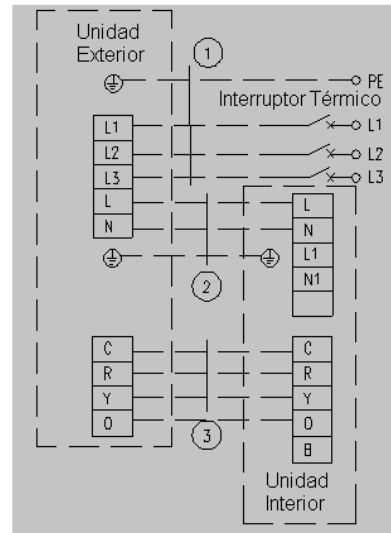 Unidad
Exterior
1
PE
Interruptor Térmico
L1
L1
L2
L2
L3
L3
L
L
N
N
L1
N1
2
C
C
R
R
Y
Y
O
O
3
B
Unidad
Interior